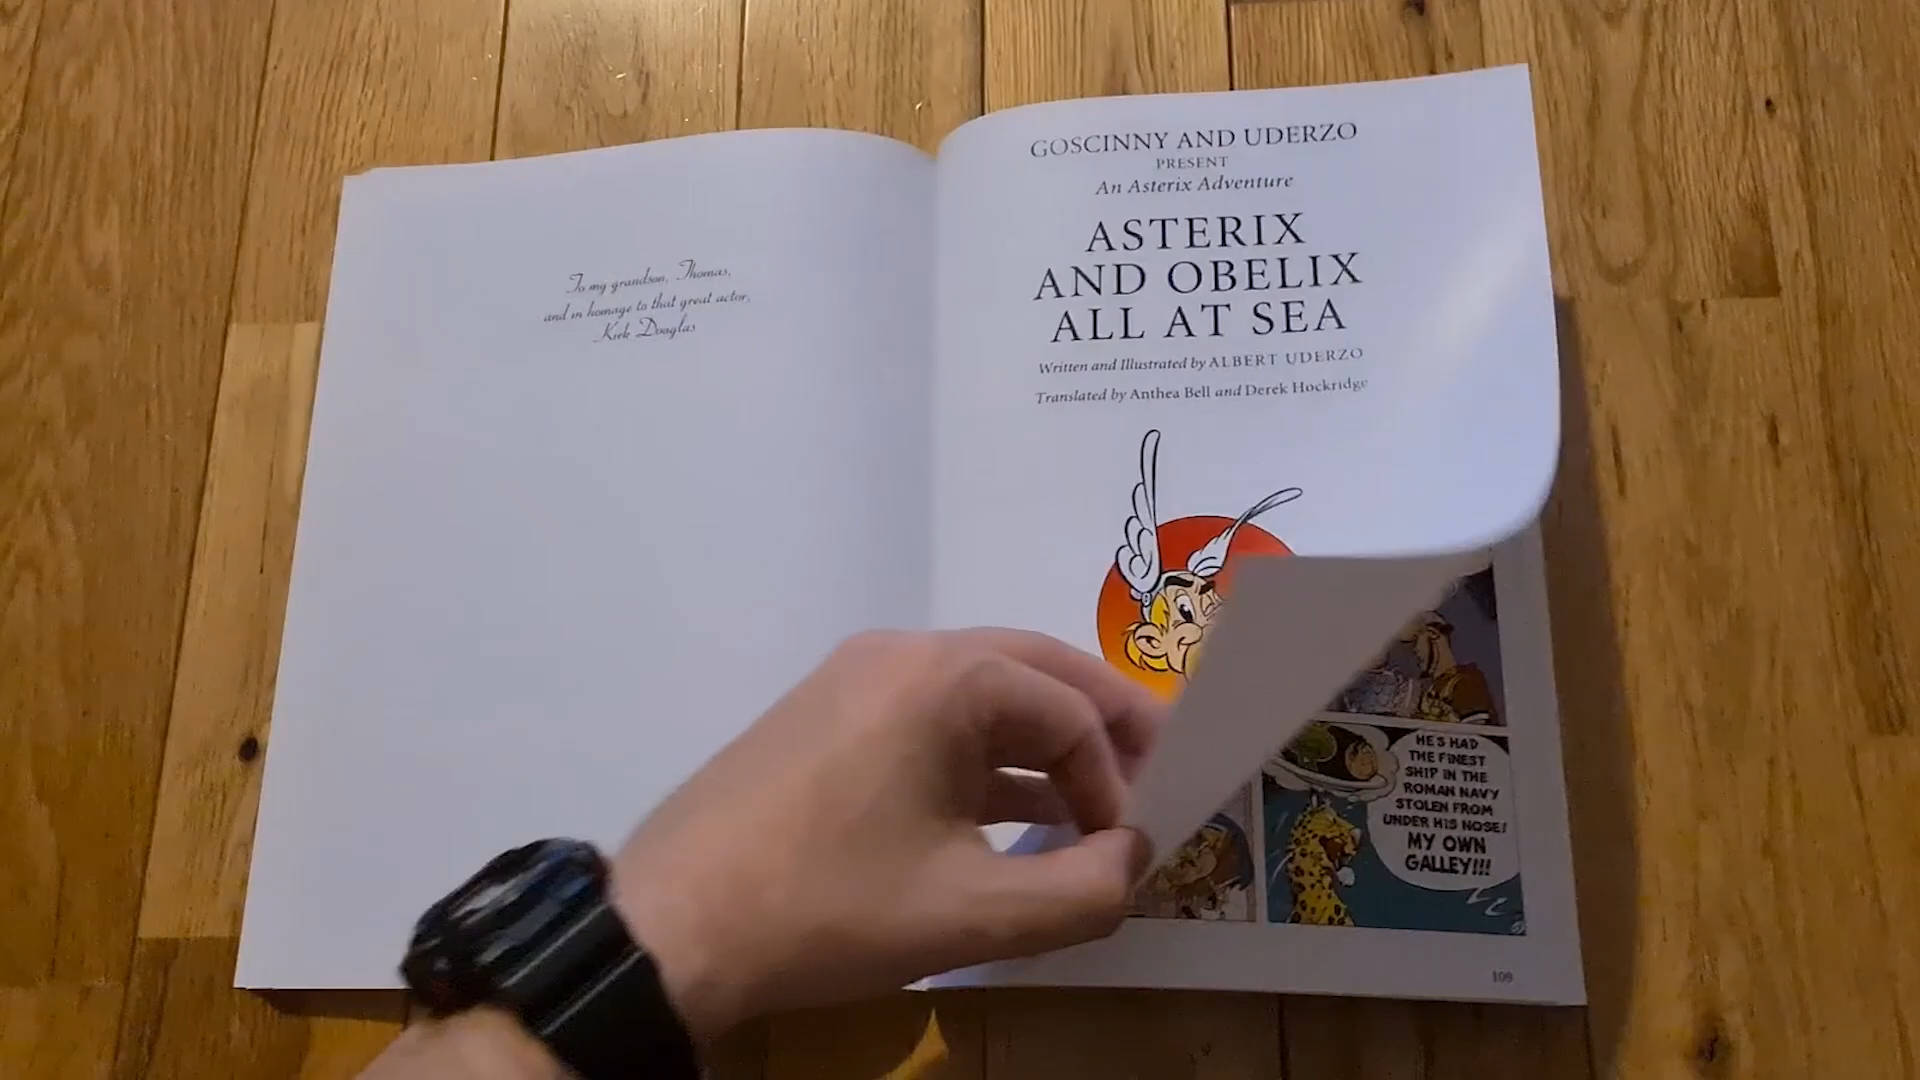 To my grandson, Thomas,
and in homage to that great actor,
Kirk Douglas
GOSCINNY AND UDERZO
PRESENT
An Asterix Adventure
ASTERIX
AND OBELIX
ALL AT SEA
Written and Illustrated by ALBERT UDERZO
Translated by Anthea Bell and Derek Hockridge
HE'S HAD
THE FINEST
SHIP IN THE
ROMAN NAVY
STOLEN FROM
UNDER HIS NOSE!
MY OWN
GALLEY!!!
109